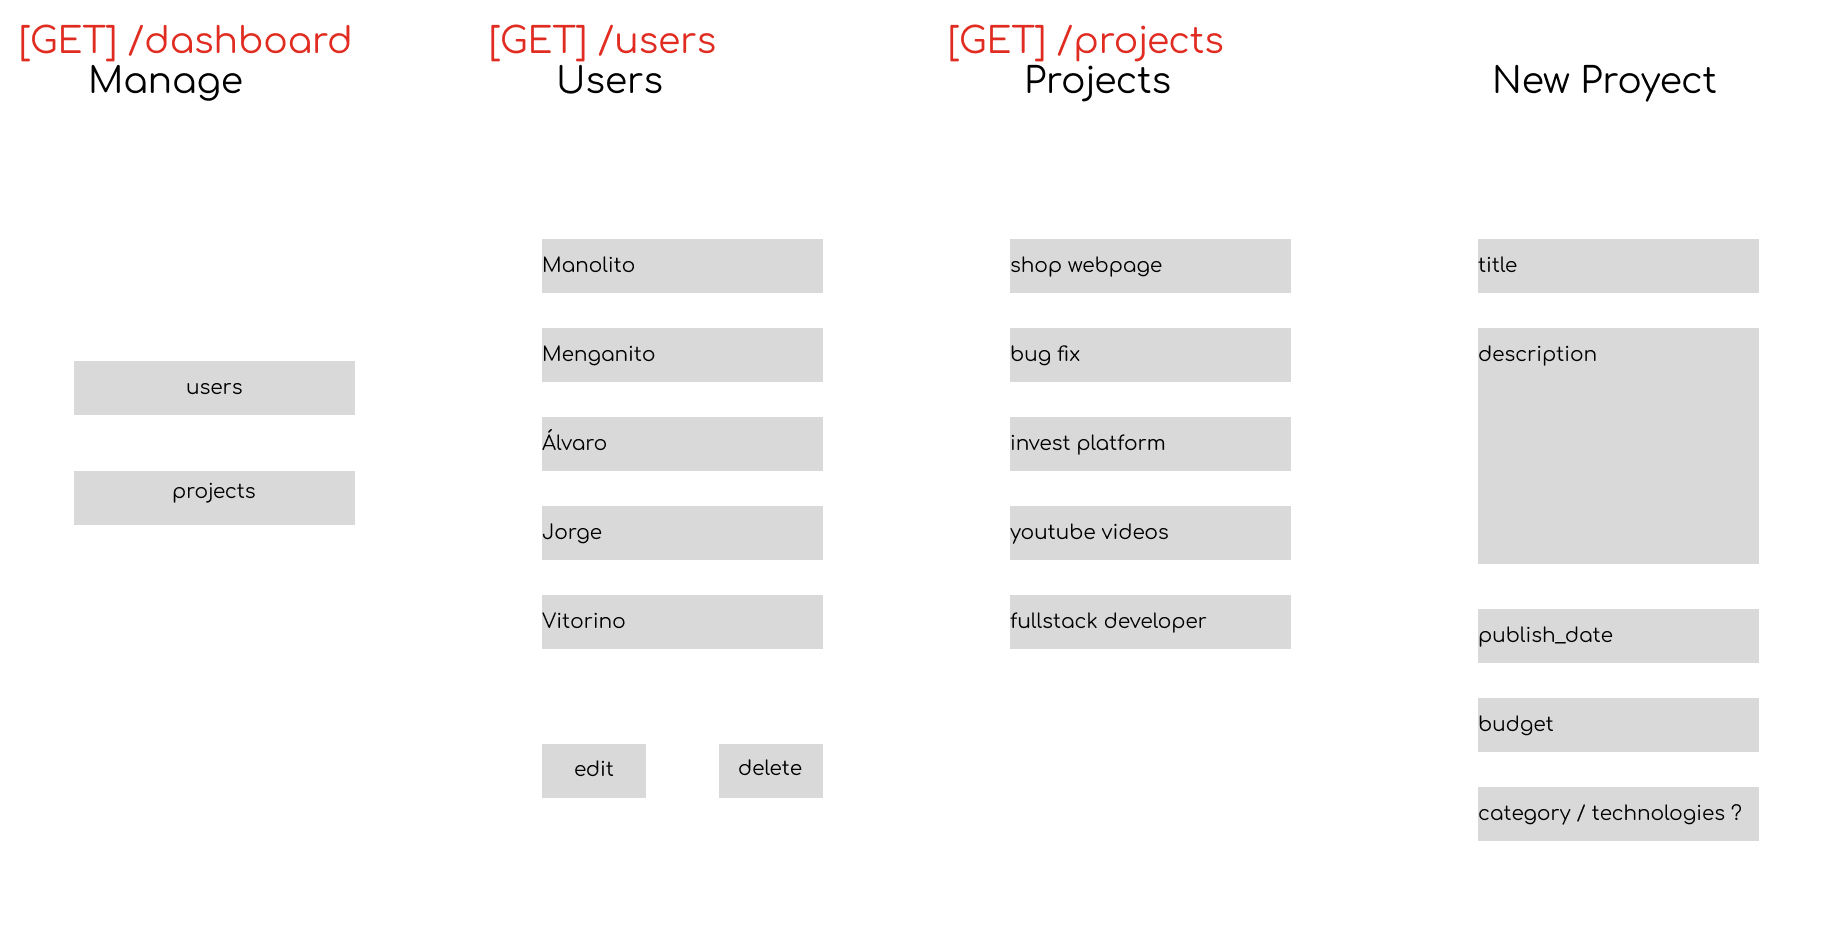 [GET] /dashboard
Manage
users
projects
[GET] /users
Users
Manolito
Menganito
Álvaro
Jorge
Vitorino
edit
delete
[GET] /projects
Projects
shop webpage
bug fix
invest platform
youtube videos
fullstack developer
New Proyect
title
description
publish_date
budget
category / technologies ?